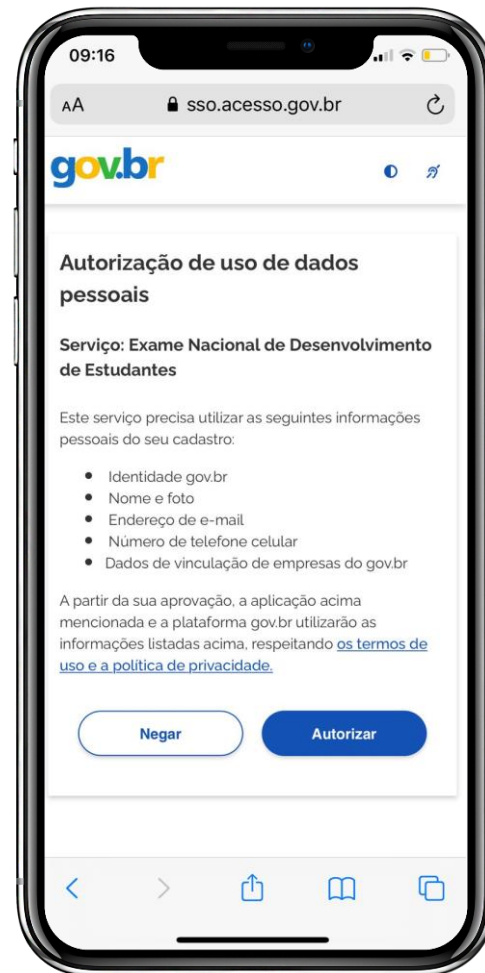 09:16
AA sso.acesso.gov.br
gov.br
Autorização de uso de dados
pessoais
Serviço: Exame Nacional de Desenvolvimento
de Estudantes
Este serviço precisa utilizar as seguintes informações
pessoais do seu cadastro:
Identidade gov.br
Nome e foto
Endereço de e-mail
Número de telefone celular
Dados de vinculação de empresas do gov.br
A partir da sua aprovação, a aplicação acima
mencionada e a plataforma gov.br utilizarão as
informações listadas acima, respeitando os termos de
uso e a política de privacidade.
Negar Autorizar